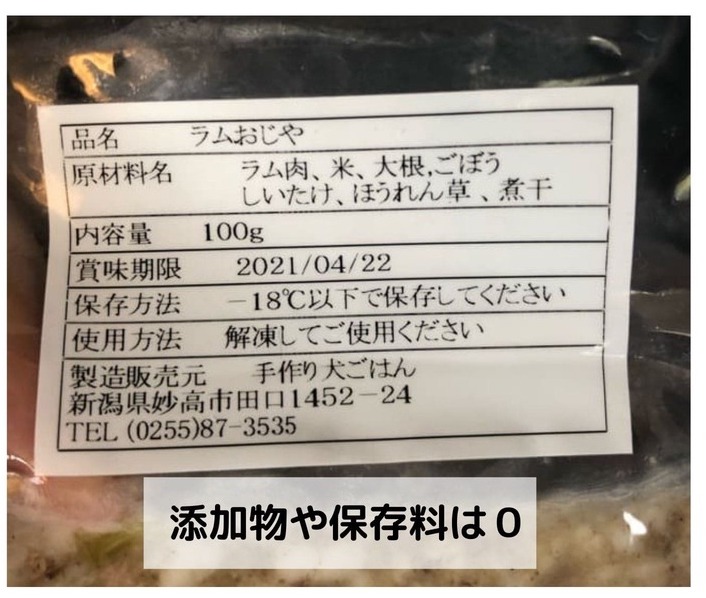 品名 ラムおじや
原材料名 ラム肉、米、大根,ごぼう
しいたけ、ほうれん草、煮干
内容量 100g
賞味期限 2021/04/22
保存方法 −18℃以下で保存してください
使用方法 解凍してご使用ください
製造販売元 手作り犬ごはん
新潟県妙高市田口1452−24
TEL (0255)87-3535
添加物や保存料は0